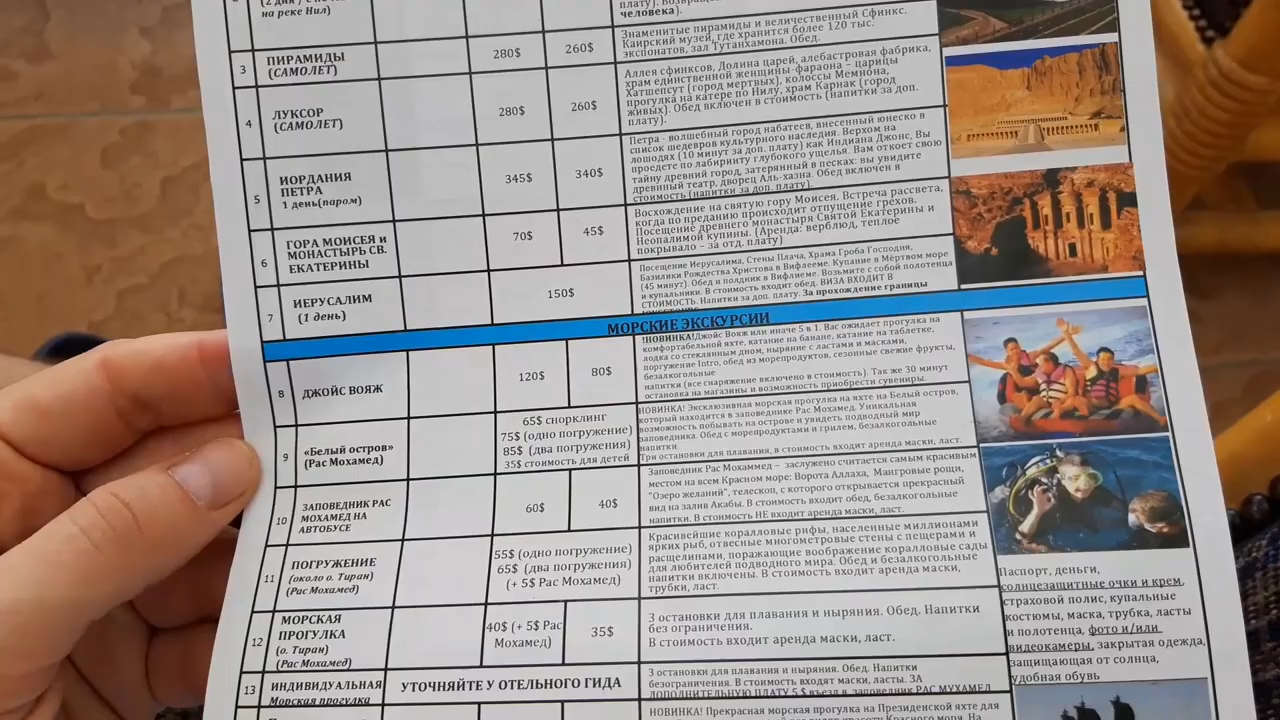 на реке Нил)
человека).
3
ПИРАМИДЫ
(САМОЛЕТ)
280$
260$
Знаменитые пирамиды и величественный Сфинкс.
Каирский музей, где хранится более 120 тыс.
экспонатов, зал Тутанхамона. Обед.
4
ЛУКСОР
(САМОЛЕТ)
280$
260$
Аллея сфинксов, Долина царей, алебастровая фабрика,
храм единственной женщины-фараона – царицы
Хатшепсут (город мертвых), колоссы Мемнона,
прогулка на катере по Нилу, храм Карнак (город
живых). Обед включен в стоимость (напитки за доп.
плату).
5
ИОРДАНИЯ
ПЕТРА
1 день(паром)
345$
340$
Петра - волшебный город набатеев, внесенный юнеско в
список шедевров культурного наследия. Верхом на
лошодях (10 минут за доп. плату) как Индиана Джонс, Вы
проедете по лабиринту глубокого ущелья. Вам откоет свою
тайну древний город, затерянный в песках: вы увидите
древиный театр, дворец Аль-хазна. Обед включен в
стоимость (напитки за доп. плату).
6
ГОРА МОИСЕЯ и
МОНАСТЫРЬ СВ.
ЕКАТЕРИНЫ
70$
45$
Восхождение на святую гору Моисея. Встреча рассвета,
когда по преданию происходит отпущение грехов.
Посещение древнего монастыря Святой Екатерины и
Неопалимой купины. (Аренда: верблюд, теплое
покрывало – за отд. плату)
7
ИЕРУСАЛИМ
(1 день)
150$
Посещение Иерусалима, Стены Плача, Храма Гроба Господня,
Базилики Рождества Христова в Вифлееме. Купание в Мёртвом море
(45 минут). Обед и полдник в Вифлиеме. Возьмите с собой полотенца
и купальники. В стоимость входит обед. ВИЗА ВХОДИТ В
СТОИМОСТЬ. Напитки за доп. плату. За прохождение границы
МОРСКИЕ ЭКСКУРСИИ
8
ДЖОЙС ВОЯЖ
120$
80$
!НОВИНКА!Джойс Вояж или иначе 5 в 1. Вас ожидает прогулка на
комфортабельной яхте, катание на банане, катание на таблетке,
лодка со стеклянным дном, ныряние с ластами и масками,
погружение Intro, обед из морепродуктов, сезонные свежие фрукты,
безалкогольные
напитки (все снаряжение включено в стоимость). Так же 30 минут
остановка на магазины и возможность приобрести сувениры.
9
«Белый остров»
(Рас Мохамед)
65$ снорклинг
75$ (одно погружение)
85$ (два погружения)
35$ стоимость для детей
НОВИНКА! Эксклюзивная морская прогулка на яхте на Белый остров,
который находится в заповеднике Рас Мохамед. Уникальная
возможность побывать на острове и увидеть подводный мир
заповедника. Обед с морепродуктами и грилем, безалкогольные
напитки
Три остановки для плавания –, в стоимость входит аренда маски, ласт.
10
ЗАПОВЕДНИК РАС
МОХАМЕД НА
АВТОБУСЕ
60$
40$
Заповедник Рас Мохаммед – заслужено считается самым красивым
местом на всем Красном море: Ворота Аллаха, Мангровые рощи,
"Озеро желаний", телескоп, с которого открывается прекрасный
вид на залив Акабы. В стоимость входит обед, безалкогольные
напитки. В стоимость НЕ входит аренда маски, ласт.
11
ПОГРУЖЕНИЕ
(около о. Тиран)
(Рас Мохамед)
55$ (одно погружение)
65$ (два погружения)
(+ 5$ Рас Мохамед)
Красивейшие коралловые рифы, населенные миллионами
ярких рыб, отвесные многометровые стены с пещерами и
расщелинами, поражающие воображение коралловые сады
для любителей подводного мира. Обед и безалкогольные
напитки включены. В стоимость входит аренда маски,
трубки, ласт.
12
МОРСКАЯ
ПРОГУЛКА
(о. Тиран)
(Рас Мохамед)
40$ (+ 5$ Рас
Мохамед)
35$
3 остановки для плавания и ныряния. Обед. Напитки
без ограничения.
В стоимость входит аренда маски, ласт.
13
ИНДИВИДУАЛЬНАЯ
Морская прогулка
УТОЧНЯЙТЕ У ОТЕЛЬНОГО ГИДА
3 остановки для плавания и ныряния. Обед. Напитки
безограничения. В стоимость входят маски, ласты. ЗА
ДОПОЛНИТЕЛЬНУЮ ПЛАТУ 5 $ въезд в заповедник РАС МУХАМЕД
НОВИНКА! Прекрасная морская прогулка на Президенской яхте для
Паспорт, деньги,
солнцезащитные очки и крем,
страховой полис, купальные
костюмы, маска, трубка, ласты
и полотенца, фото и/или
видеокамеры, закрытая одежда,
защищающая от солнца,
удобная обувь